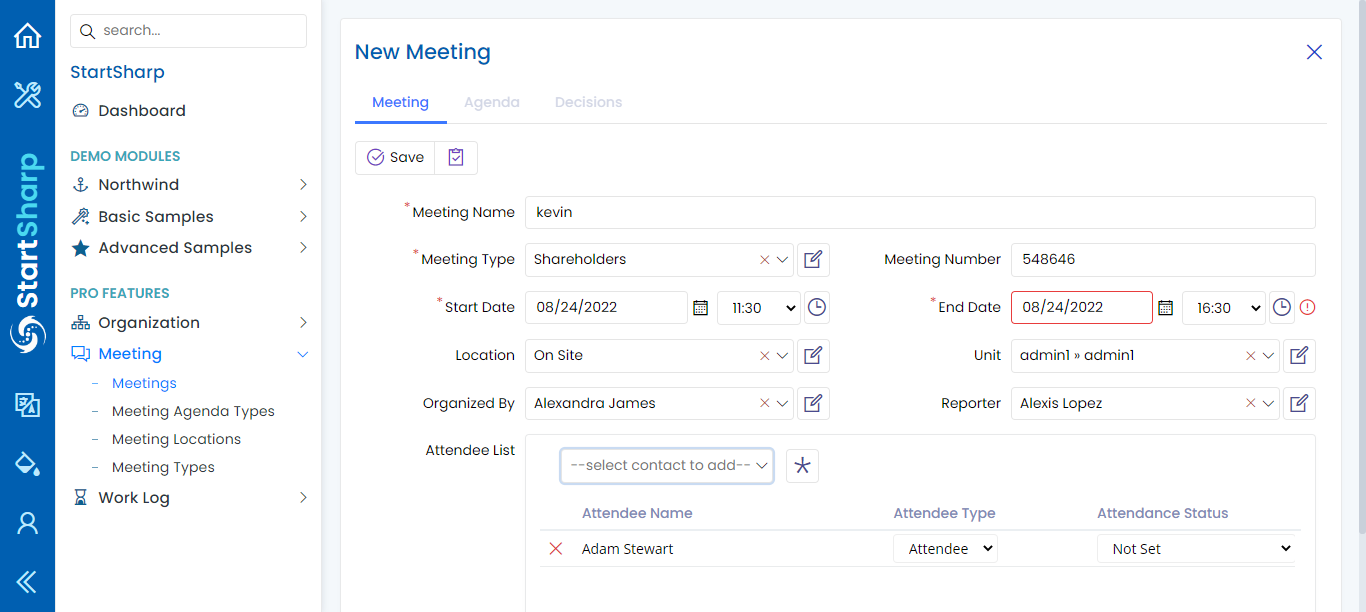 search...
StartSharp
Dashboard
DEMO MODULES
Northwind
Basic Samples
Advanced Samples
PRO FEATURES
Organization
Meeting
- Meetings
- Meeting Agenda Types
- Meeting Locations
- Meeting Types
Work Log
StartSharp
New Meeting
Meeting Agenda Decisions
Save
*Meeting Name kevin
*Meeting Type Shareholders Meeting Number 548646
*Start Date 08/24/2022 11:30 *End Date 08/24/2022 16:30
Location On Site Unit admin1 » admin1
Organized By Alexandra James Reporter Alexis Lopez
Attendee List --select contact to add--
Attendee Name Attendee Type Attendance Status
Adam Stewart Attendee Not Set